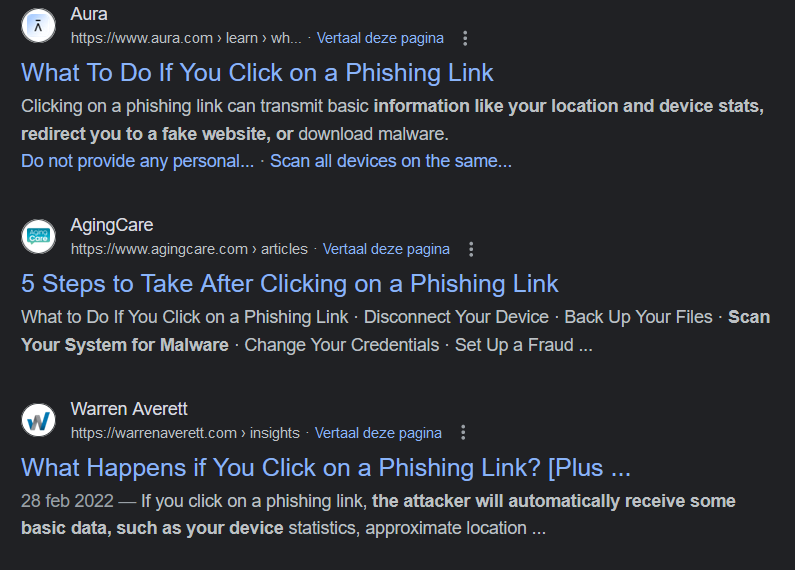 Aura
https://www.aura.com › learn › wh... · Vertaal deze pagina
What To Do If You Click on a Phishing Link
Clicking on a phishing link can transmit basic information like your location and device stats,
redirect you to a fake website, or download malware.
Do not provide any personal... · Scan all devices on the same...
Aging Care
AgingCare
https://www.agingcare.com › articles · Vertaal deze pagina
5 Steps to Take After Clicking on a Phishing Link
What to Do If You Click on a Phishing Link · Disconnect Your Device · Back Up Your Files · Scan
Your System for Malware · Change Your Credentials · Set Up a Fraud ...
Warren Averett
https://warrenaverett.com › insights · Vertaal deze pagina
What Happens if You Click on a Phishing Link? [Plus ...
28 feb 2022 — If you click on a phishing link, the attacker will automatically receive some
basic data, such as your device statistics, approximate location ...